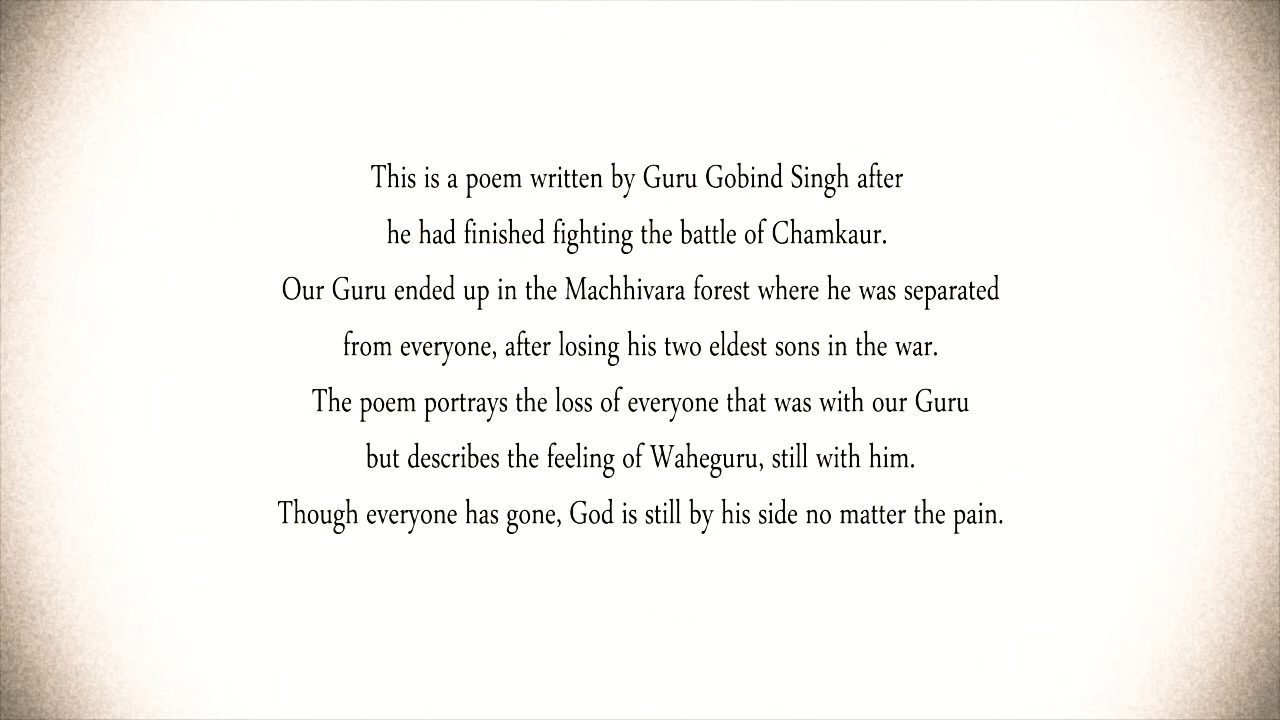 This is a poem written by Guru Gobind Singh after
he had finished fighting the battle of Chamkaur.
Our Guru ended up in the Machhivara forest where he was separated
from everyone, after losing his two eldest sons in the war.
The poem portrays the loss of everyone that was with our Guru
but describes the feeling of Waheguru, still with him.
Though everyone has gone, God is still by his side no matter the pain.